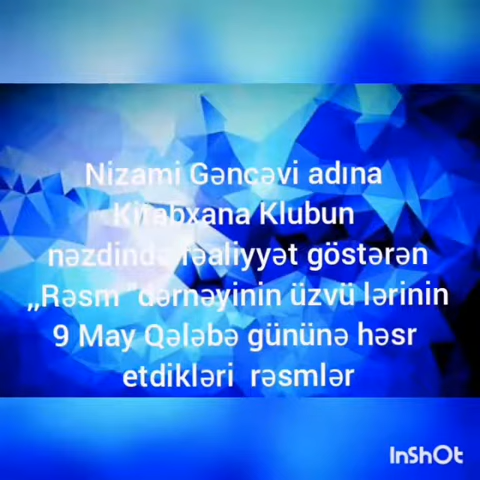 Nizami Gəncəvi adına
Kitabxana Klubun
nəzdində fəaliyyət göstərən
,,Rəsm "dərnəyinin üzvü lərinin
9 May Qələbə gününə həsr
etdikləri rəsmlər
InShOt